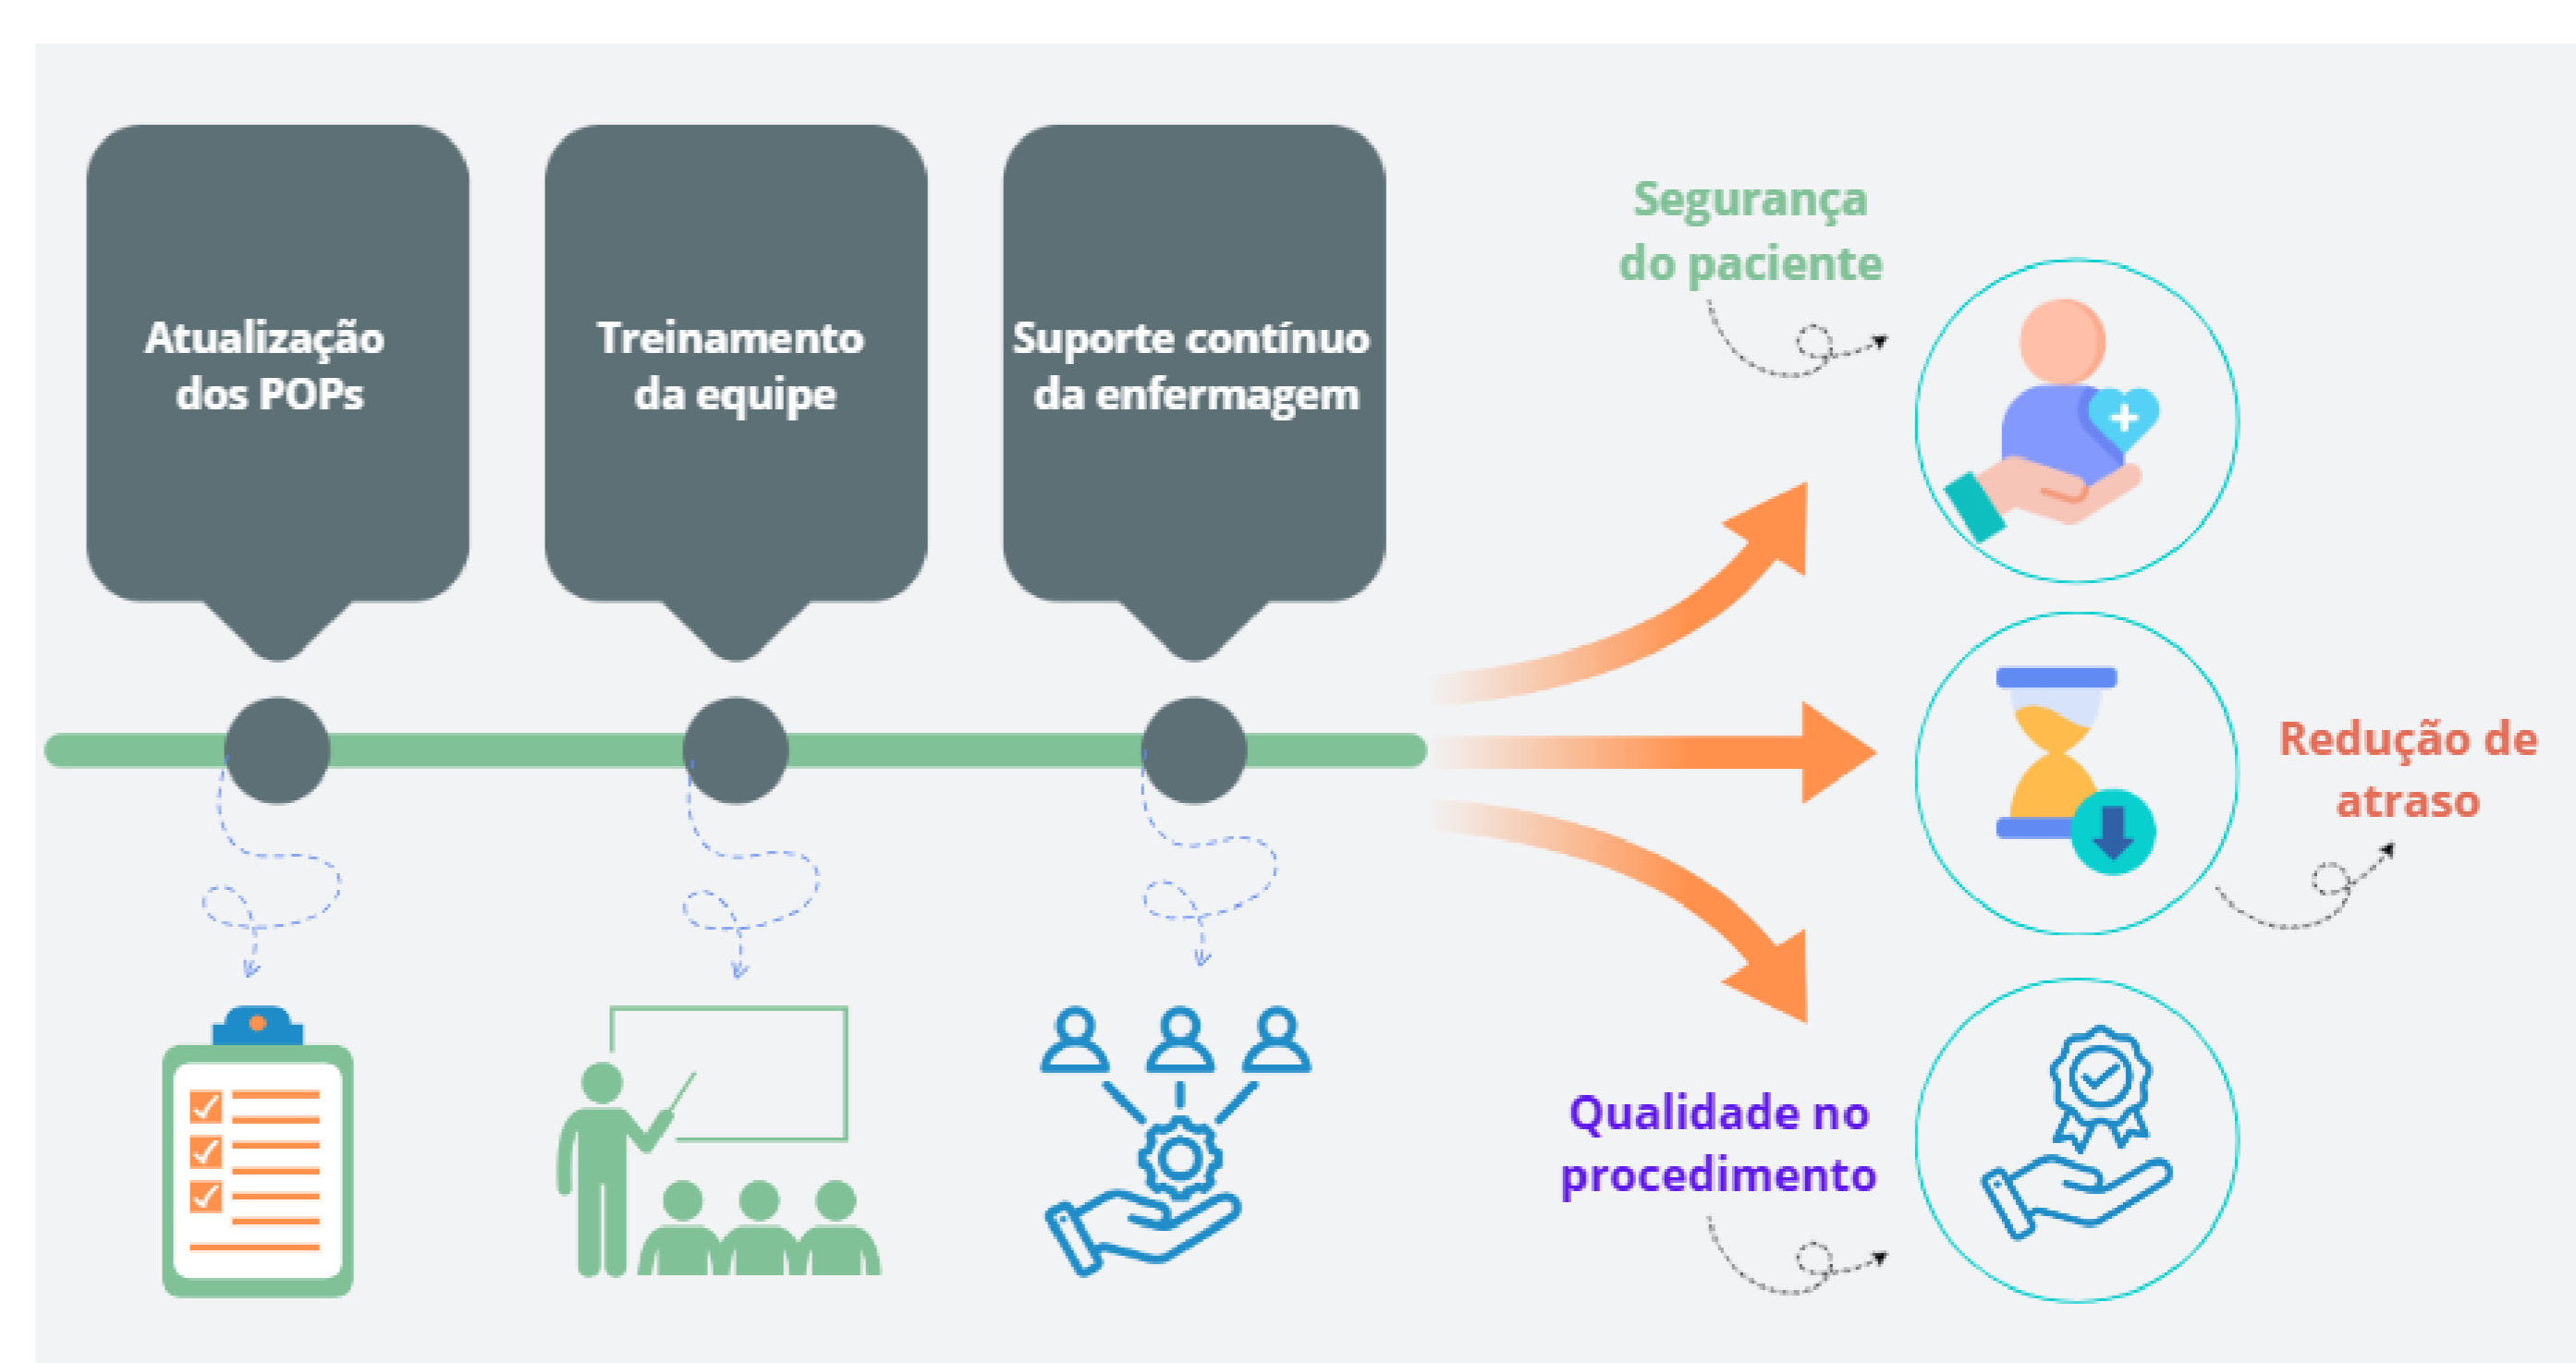 Atualização
dos POPs
Treinamento
da equipe
Suporte contínuo
da enfermagem
Segurança
do paciente
Redução de
atraso
Qualidade no
procedimento